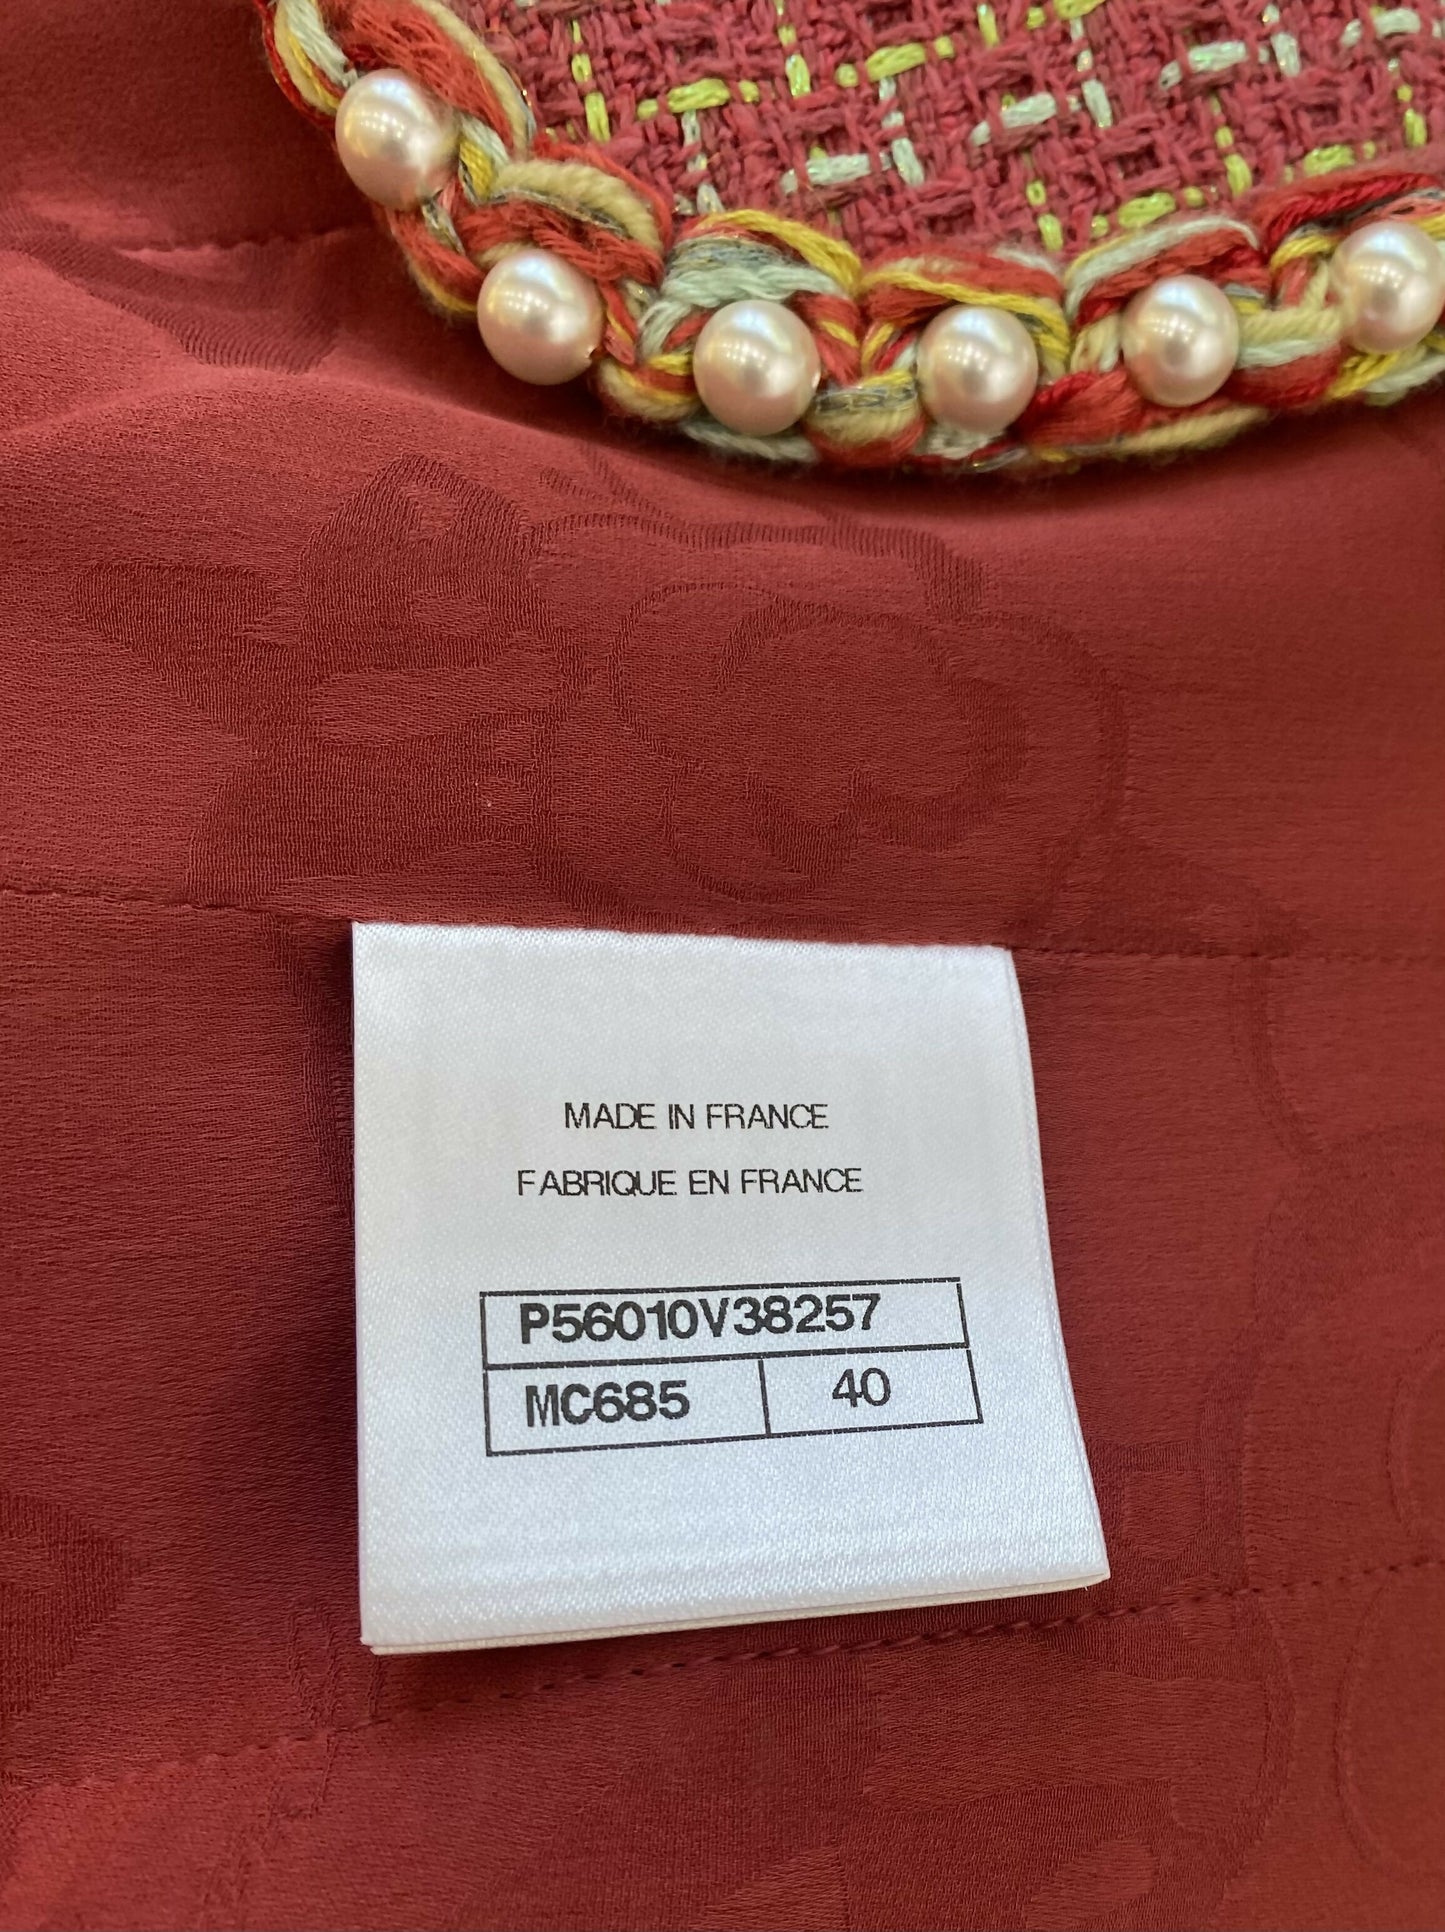 MADE IN FRANCE
FABRIQUE EN FRANCE
P56010V38257
MC685 40